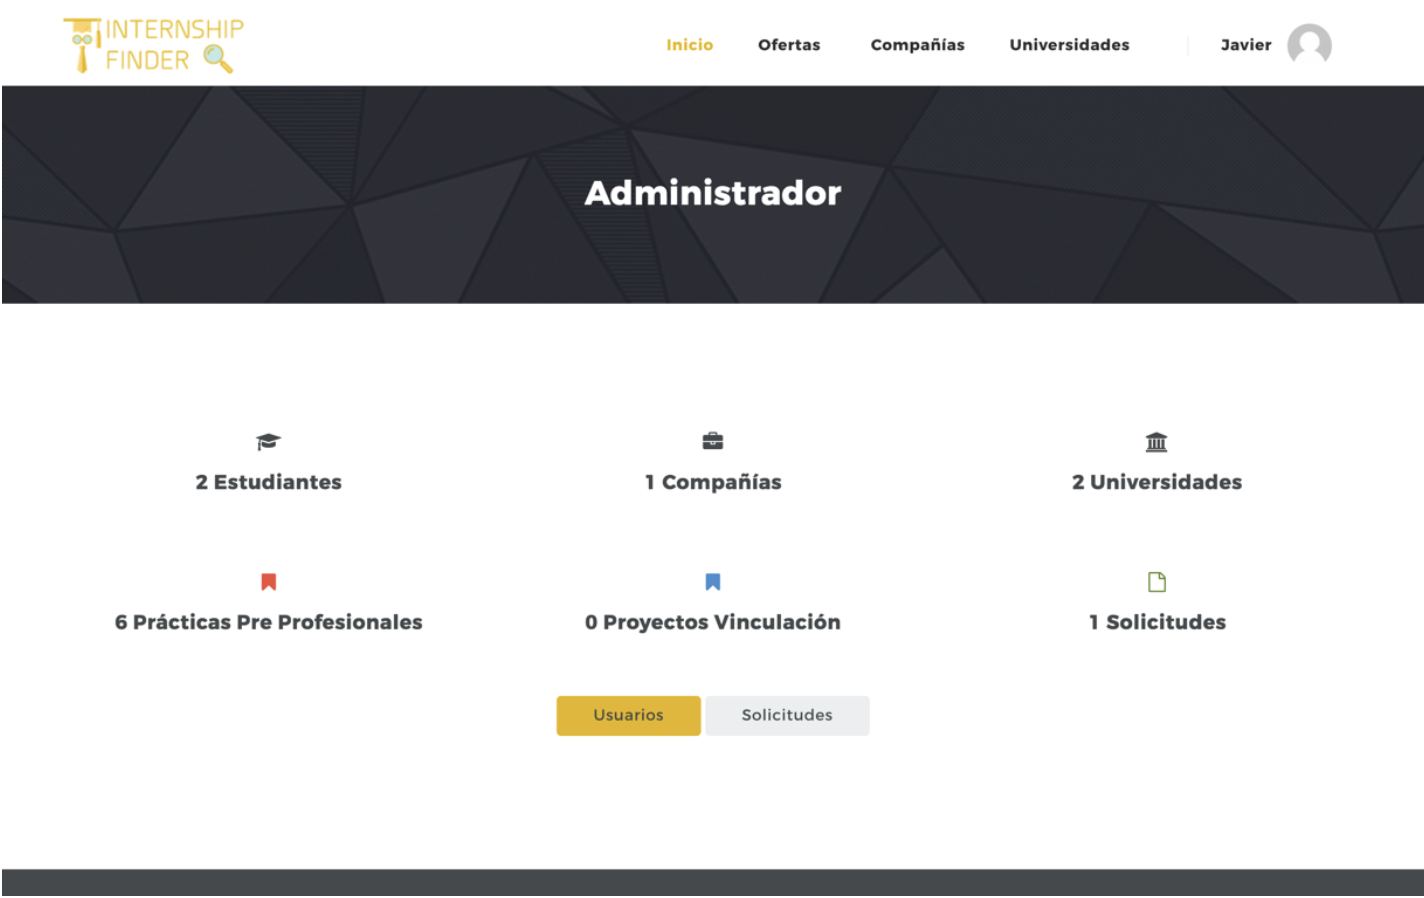 INTERNSHIP
FINDER
Inicio Ofertas Compañías Universidades Javier
Administrador
2 Estudiantes 1 Compañías 2 Universidades
6 Prácticas Pre Profesionales 0 Proyectos Vinculación 1 Solicitudes
Usuarios Solicitudes